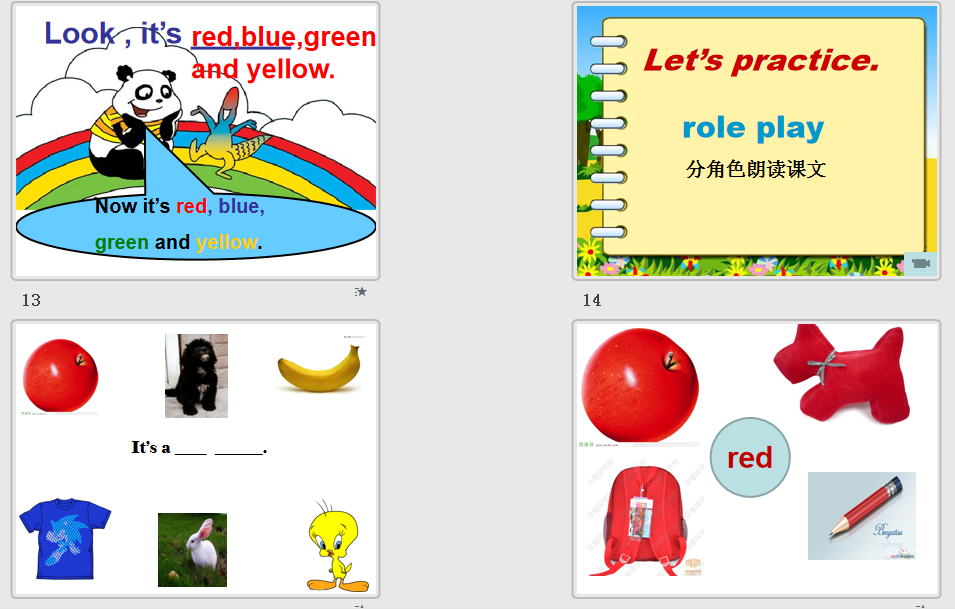 Look , it’s red,blue,green
and yellow.
Now it’s red, blue,
green and yellow.
13
Let’s practice.
role play
分角色朗读课文
14
It’s a ____ ______.
red